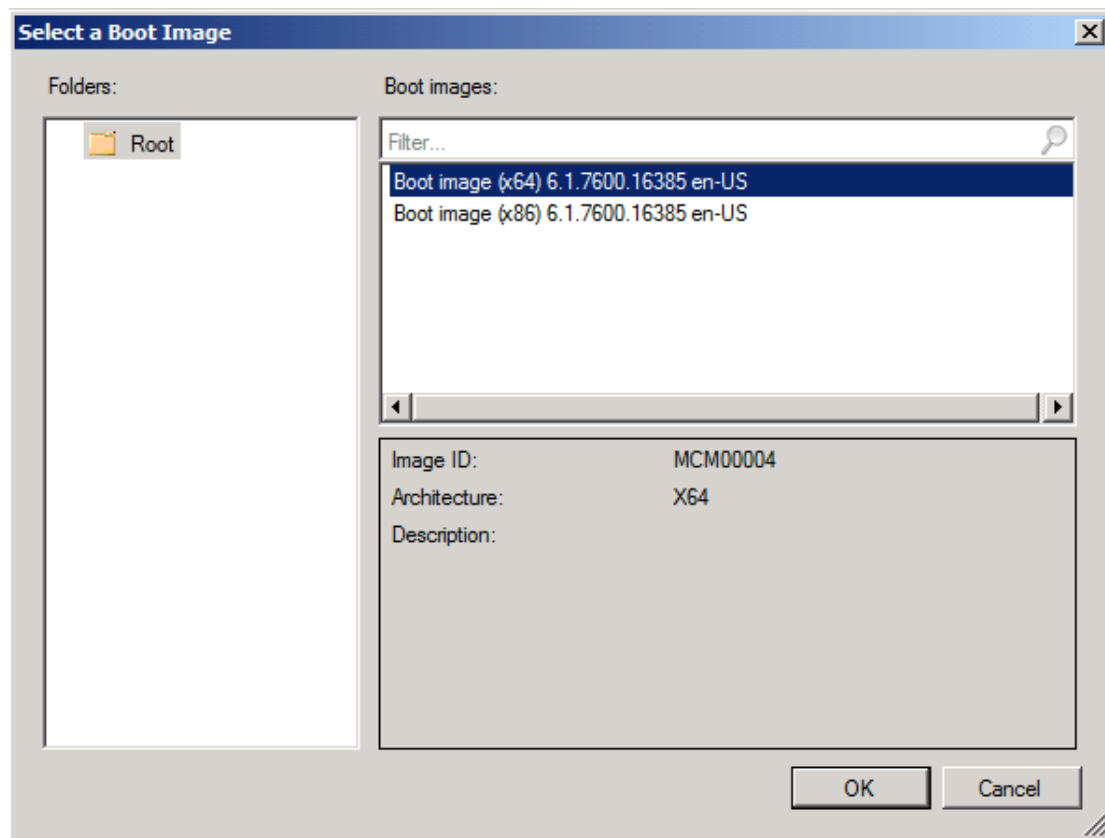 Select a Boot Image
Folders:
Root
Boot images:
Filter...
Boot image (x64) 6.1.7600.16385 en-US
Boot image (x86) 6.1.7600.16385 en-US
Image ID: MCM00004
Architecture: X64
Description:
OK Cancel